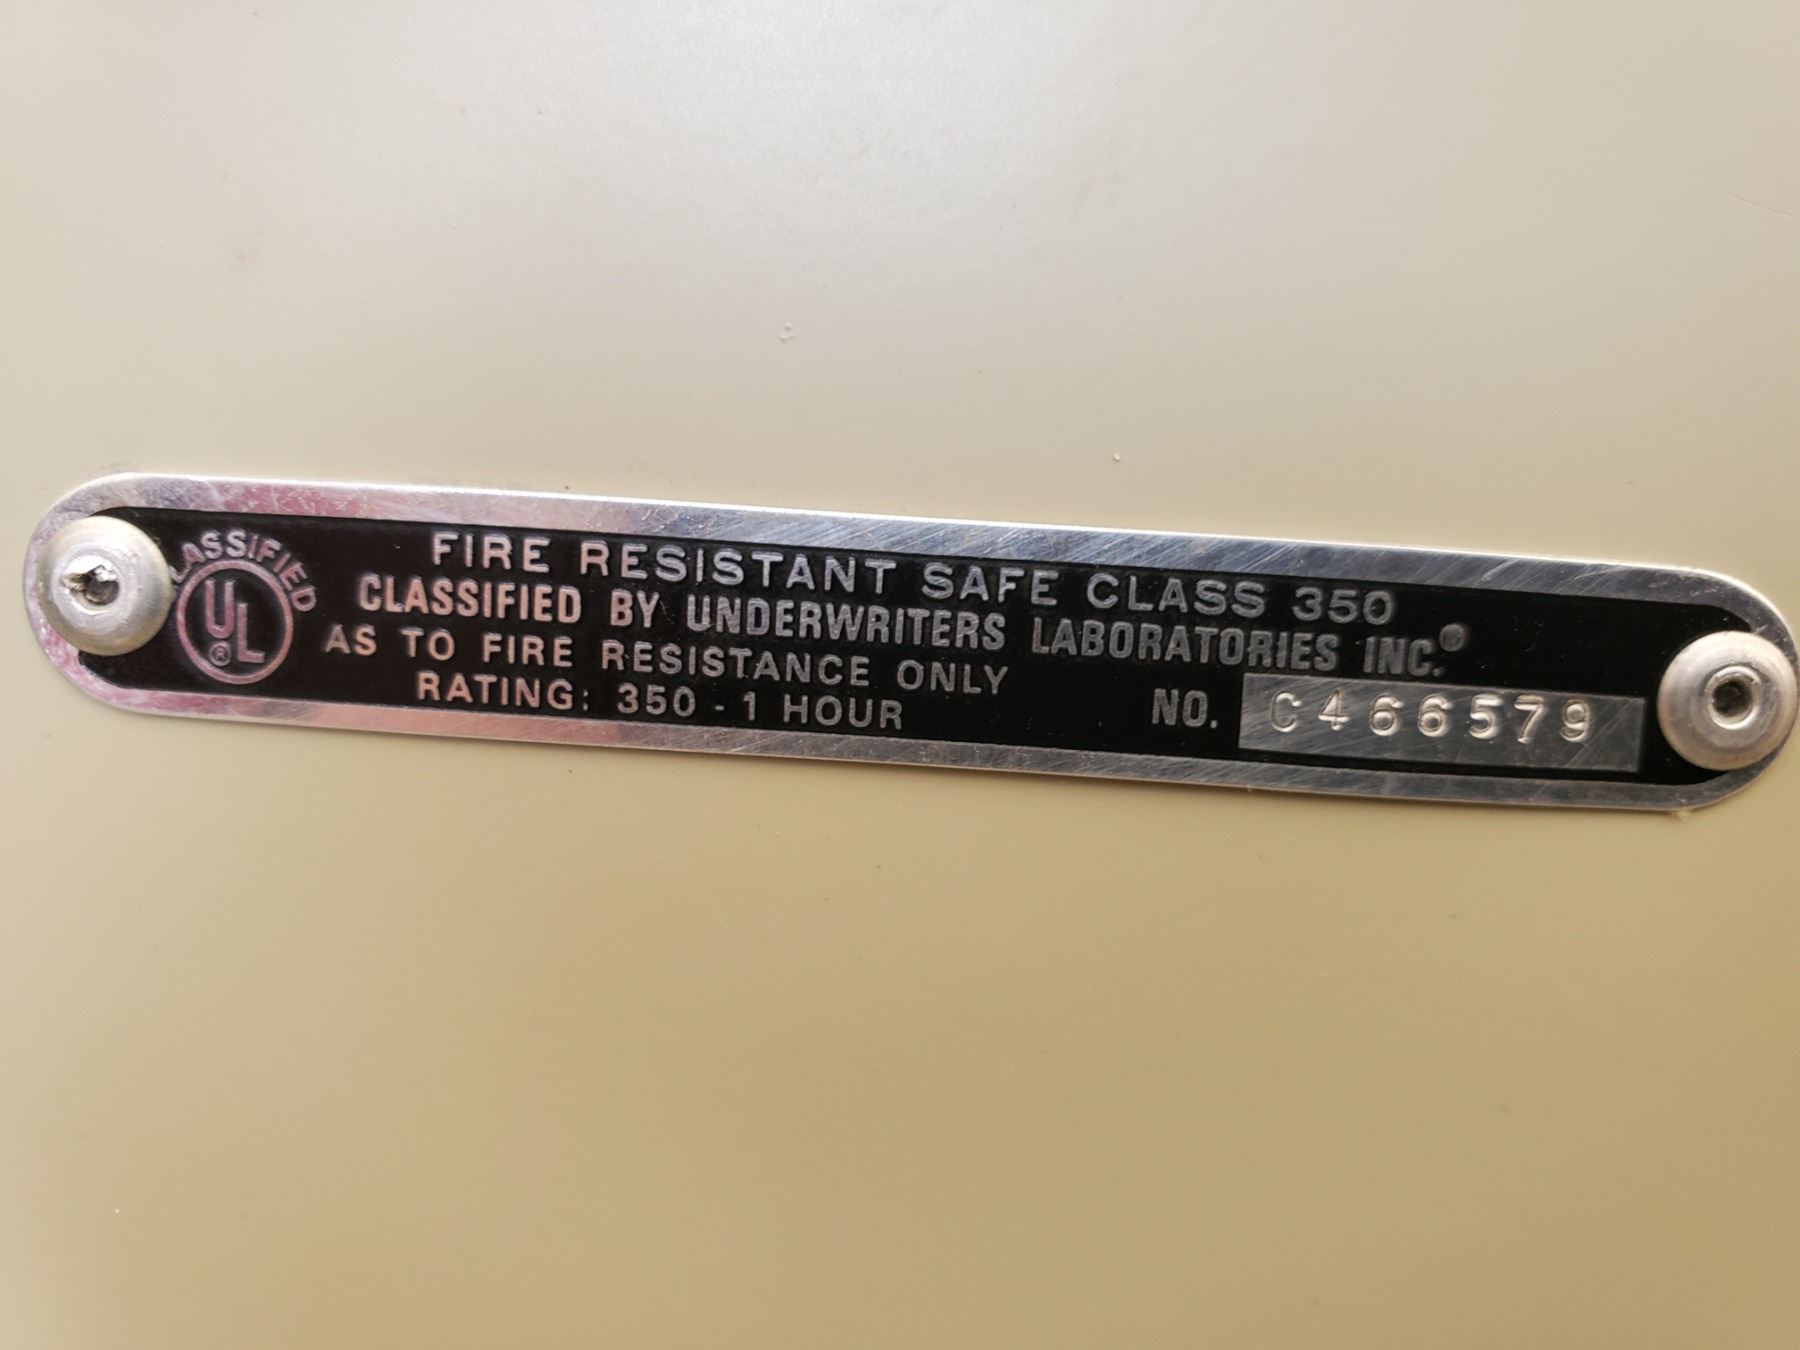 CLASSIFIED
UL
®
FIRE RESISTANT SAFE CLASS 350
CLASSIFIED BY UNDERWRITERS LABORATORIES INC.®
AS TO FIRE RESISTANCE ONLY
RATING: 350 - 1 HOUR
NO. C466579